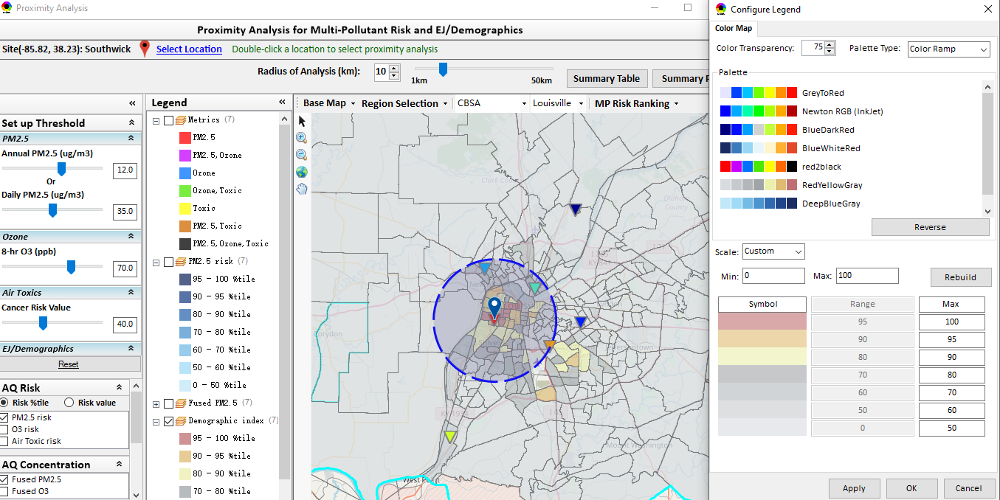 Proximity Analysis
Proximity Analysis for Multi-Pollutant Risk and EJ/Demographics
Site(-85.82, 38.23): Southwick
Select Location
Double-click a location to select proximity analysis
Radius of Analysis (km):
10
1km
50km
Summary Table
Summary
Set up Threshold
PM2.5
Annual PM2.5 (ug/m3)
12.0
Or
Daily PM2.5 (ug/m3)
35.0
Ozone
8-hr O3 (ppb)
70.0
Air Toxics
Cancer Risk Value
40.0
EJ/Demographics
Reset
AQ Risk
Risk %tile
Risk value
PM2.5 risk
O3 risk
Air Toxic risk
AQ Concentration
Fused PM2.5
Fused O3
Legend
Metrics (7)
PM2.5
PM2.5,Ozone
Ozone
Ozone,Toxic
Toxic
PM2.5,Toxic
PM2.5,Ozone,Toxic
PM2.5 risk (7)
95 - 100 %tile
90 - 95 %tile
80 - 90 %tile
70 - 80 %tile
60 - 70 %tile
50 - 60 %tile
0 - 50 %tile
Fused PM2.5 (7)
Demographic index (7)
95 - 100 %tile
90 - 95 %tile
80 - 90 %tile
70 - 80 %tile
Base Map
Region Selection
CBSA
Louisville
MP Risk Ranking
Clark County
Oldham
County
Corydon
Jeffersontown
Mount Washington
West Point
Configure Legend
Color Map
Color Transparency:
75
Palette Type:
Color Ramp
Palette
GreyToRed
Newton RGB (InkJet)
BlueDarkRed
BlueWhiteRed
red2black
RedYellowGray
DeepBlueGray
Reverse
Scale:
Custom
Min:
0
Max:
100
Rebuild
Symbol Range Max
95 100
90 95
80 90
70 80
60 70
50 60
0 50
Apply
OK
Cancel